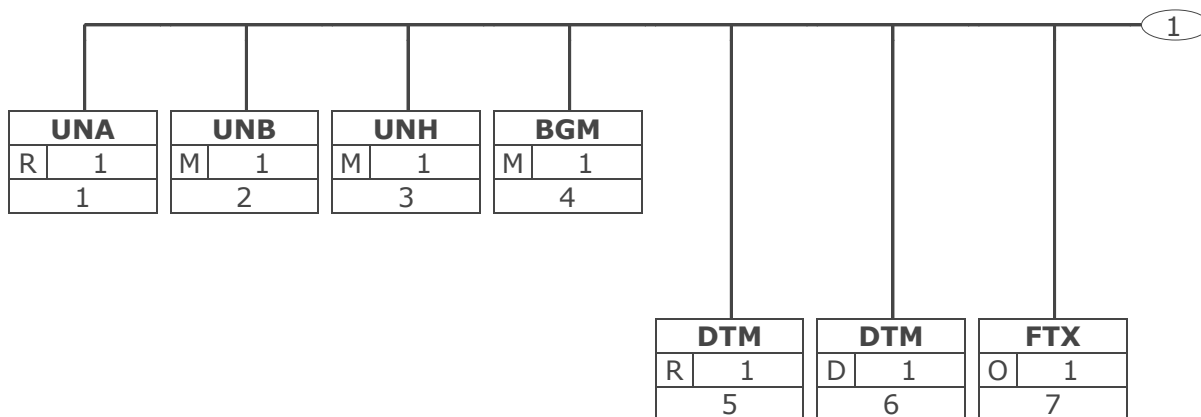 1
UNA UNB UNH BGM
R 1 M 1 M 1 M 1
1 2 3 4
DTM DTM FTX
R 1 D 1 O 1
5 6 7